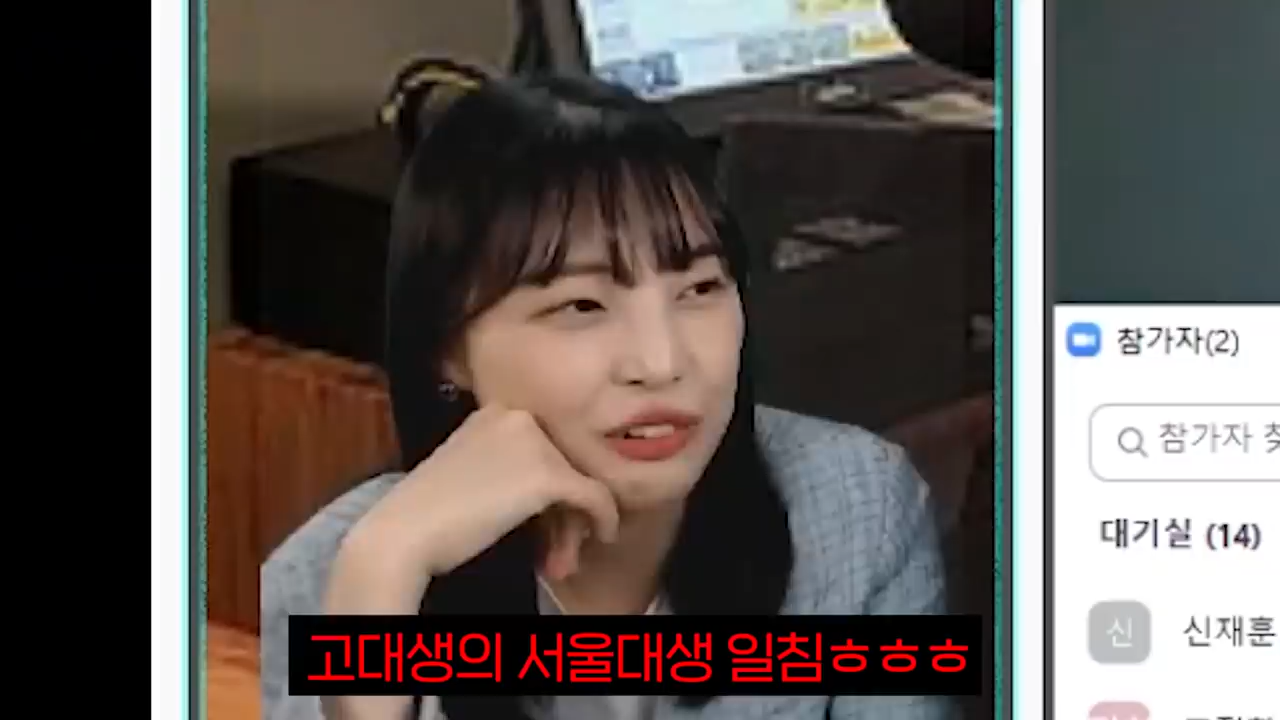 참가자(2)
참가자 찾
대기실 (14)
신
신재훈
고대생의 서울대생 일침ㅎㅎㅎ